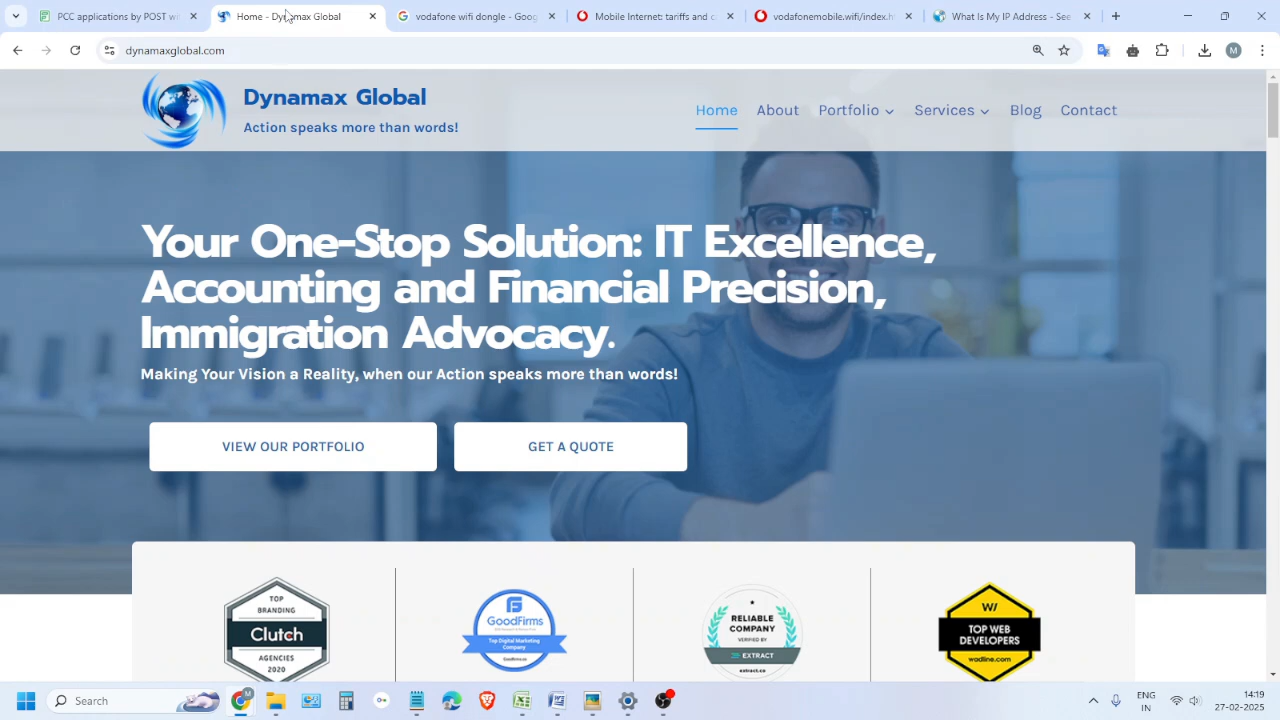 PCC applications by POST wi
Home - Dynamax Global
vodafone wifi dongle - Goog
Mobile Internet: tariffs and c
vodafonemobile.wifi/index.h
What Is My IP Address - See
dynamaxglobal.com
M
Dynamax Global
Action speaks more than words!
Home About Portfolio Services Blog Contact
Your One-Stop Solution: IT Excellence,
Accounting and Financial Precision,
Immigration Advocacy.
Making Your Vision a Reality, when our Action speaks more than words!
VIEW OUR PORTFOLIO
GET A QUOTE
TOP
BRANDING
Clutch
AGENCIES
2020
GoodFirms
Top Digital Marketing
Company
Goodfirms.co
RELIABLE
COMPANY
VERIFIED BY
EXTRACT
extract.co
W/
TOP WEB
DEVELOPERS
wadline.com
Search
ENG
IN
14:19
27-02-2025